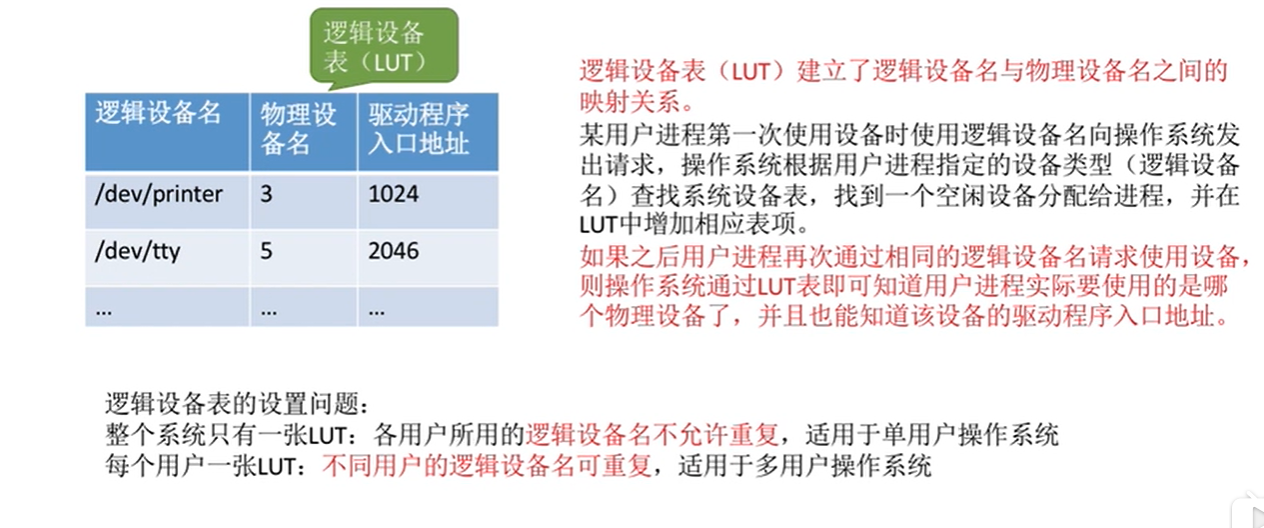 逻辑设备
表（LUT）
逻辑设备名 物理设备名 驱动程序入口地址
/dev/printer 3 1024
/dev/tty 5 2046
... ... ...
逻辑设备表（LUT）建立了逻辑设备名与物理设备名之间的
映射关系。
某用户进程第一次使用设备时使用逻辑设备名向操作系统发
出请求，操作系统根据用户进程指定的设备类型（逻辑设备
名）查找系统设备表，找到一个空闲设备分配给进程，并在
LUT中增加相应表项。
如果之后用户进程再次通过相同的逻辑设备名请求使用设备，
则操作系统通过LUT表即可知道用户进程实际要使用的是哪
个物理设备了，并且也能知道该设备的驱动程序入口地址。
逻辑设备表的设置问题：
整个系统只有一张LUT：各用户所用的逻辑设备名不允许重复，适用于单用户操作系统
每个用户一张LUT：不同用户的逻辑设备名可重复，适用于多用户操作系统